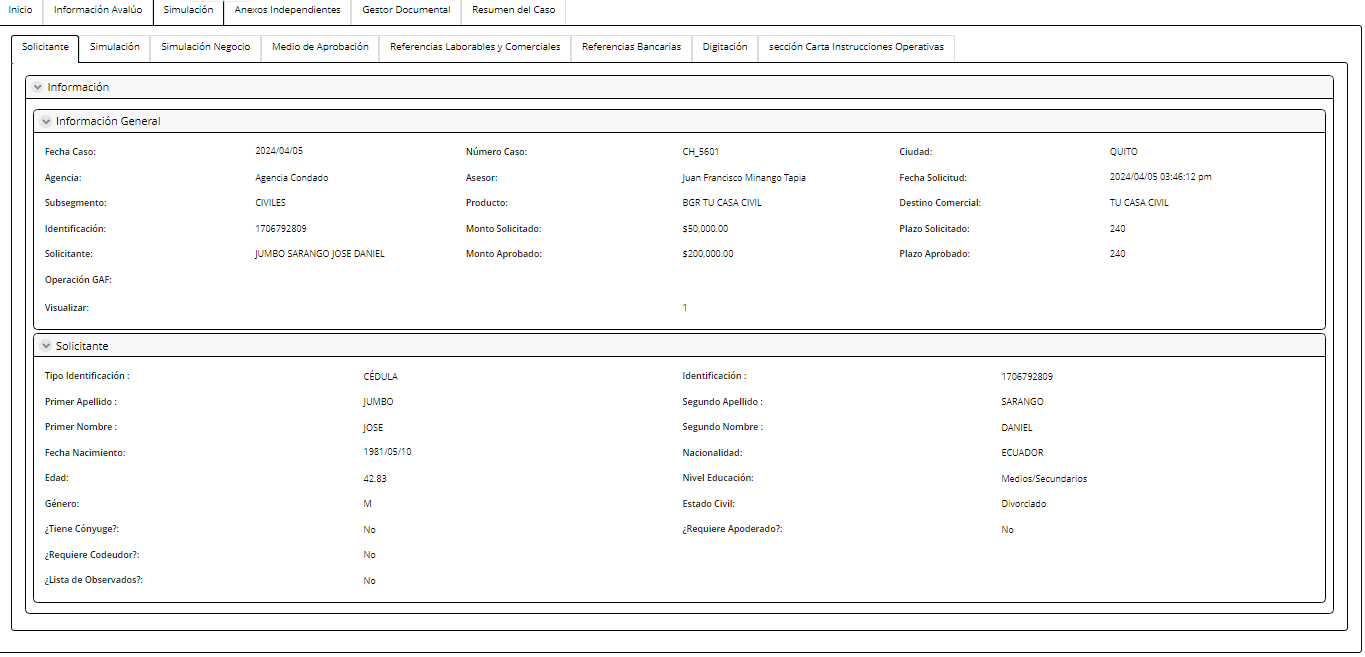 Inicio Información Avalúo Simulación Anexos Independientes Gestor Documental Resumen del Caso
Solicitante Simulación Simulación Negocio Medio de Aprobación Referencias Laborables y Comerciales Referencias Bancarias Digitación sección Carta Instrucciones Operativas
Información
Información General
Fecha Caso: 2024/04/05 Número Caso: CH_5601 Ciudad: QUITO
Agencia: Agencia Condado Asesor: Juan Francisco Minango Tapia Fecha Solicitud: 2024/04/05 03:46:12 pm
Subsegmento: CIVILES Producto: BGR TU CASA CIVIL Destino Comercial: TU CASA CIVIL
Identificación: 1706792809 Monto Solicitado: $50,000.00 Plazo Solicitado: 240
Solicitante: JUMBO SARANGO JOSE DANIEL Monto Aprobado: $200,000.00 Plazo Aprobado: 240
Operación GAF:
Visualizar: 1
Solicitante
Tipo Identificación : CÉDULA Identificación : 1706792809
Primer Apellido : JUMBO Segundo Apellido : SARANGO
Primer Nombre : JOSE Segundo Nombre : DANIEL
Fecha Nacimiento: 1981/05/10 Nacionalidad: ECUADOR
Edad: 42.83 Nivel Educación: Medios/Secundarios
Género: M Estado Civil: Divorciado
¿Tiene Cónyuge?: No ¿Requiere Apoderado?: No
¿Requiere Codeudor?: No
¿Lista de Observados?: No